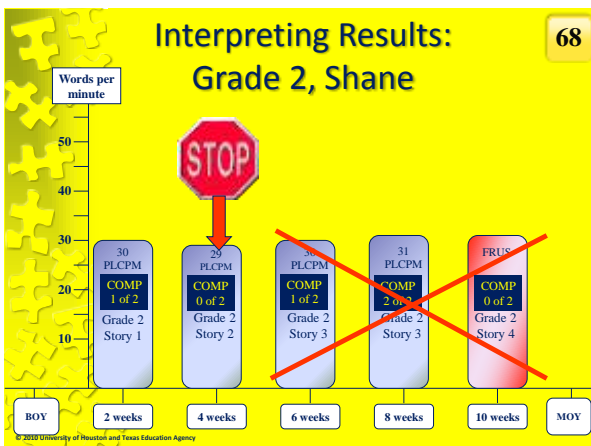 Interpreting Results:
Grade 2, Shane
68
Words per
minute
50
40
30
20
10
STOP
30
PLCPM
COMP
1 of 2
Grade 2
Story 1
29
PLCPM
COMP
0 of 2
Grade 2
Story 2
30
PLCPM
COMP
1 of 2
Grade 2
Story 3
31
PLCPM
COMP
2 of 2
Grade 2
Story 3
FRUS
COMP
0 of 2
Grade 2
Story 4
BOY
2 weeks
4 weeks
6 weeks
8 weeks
10 weeks
MOY
© 2010 University of Houston and Texas Education Agency